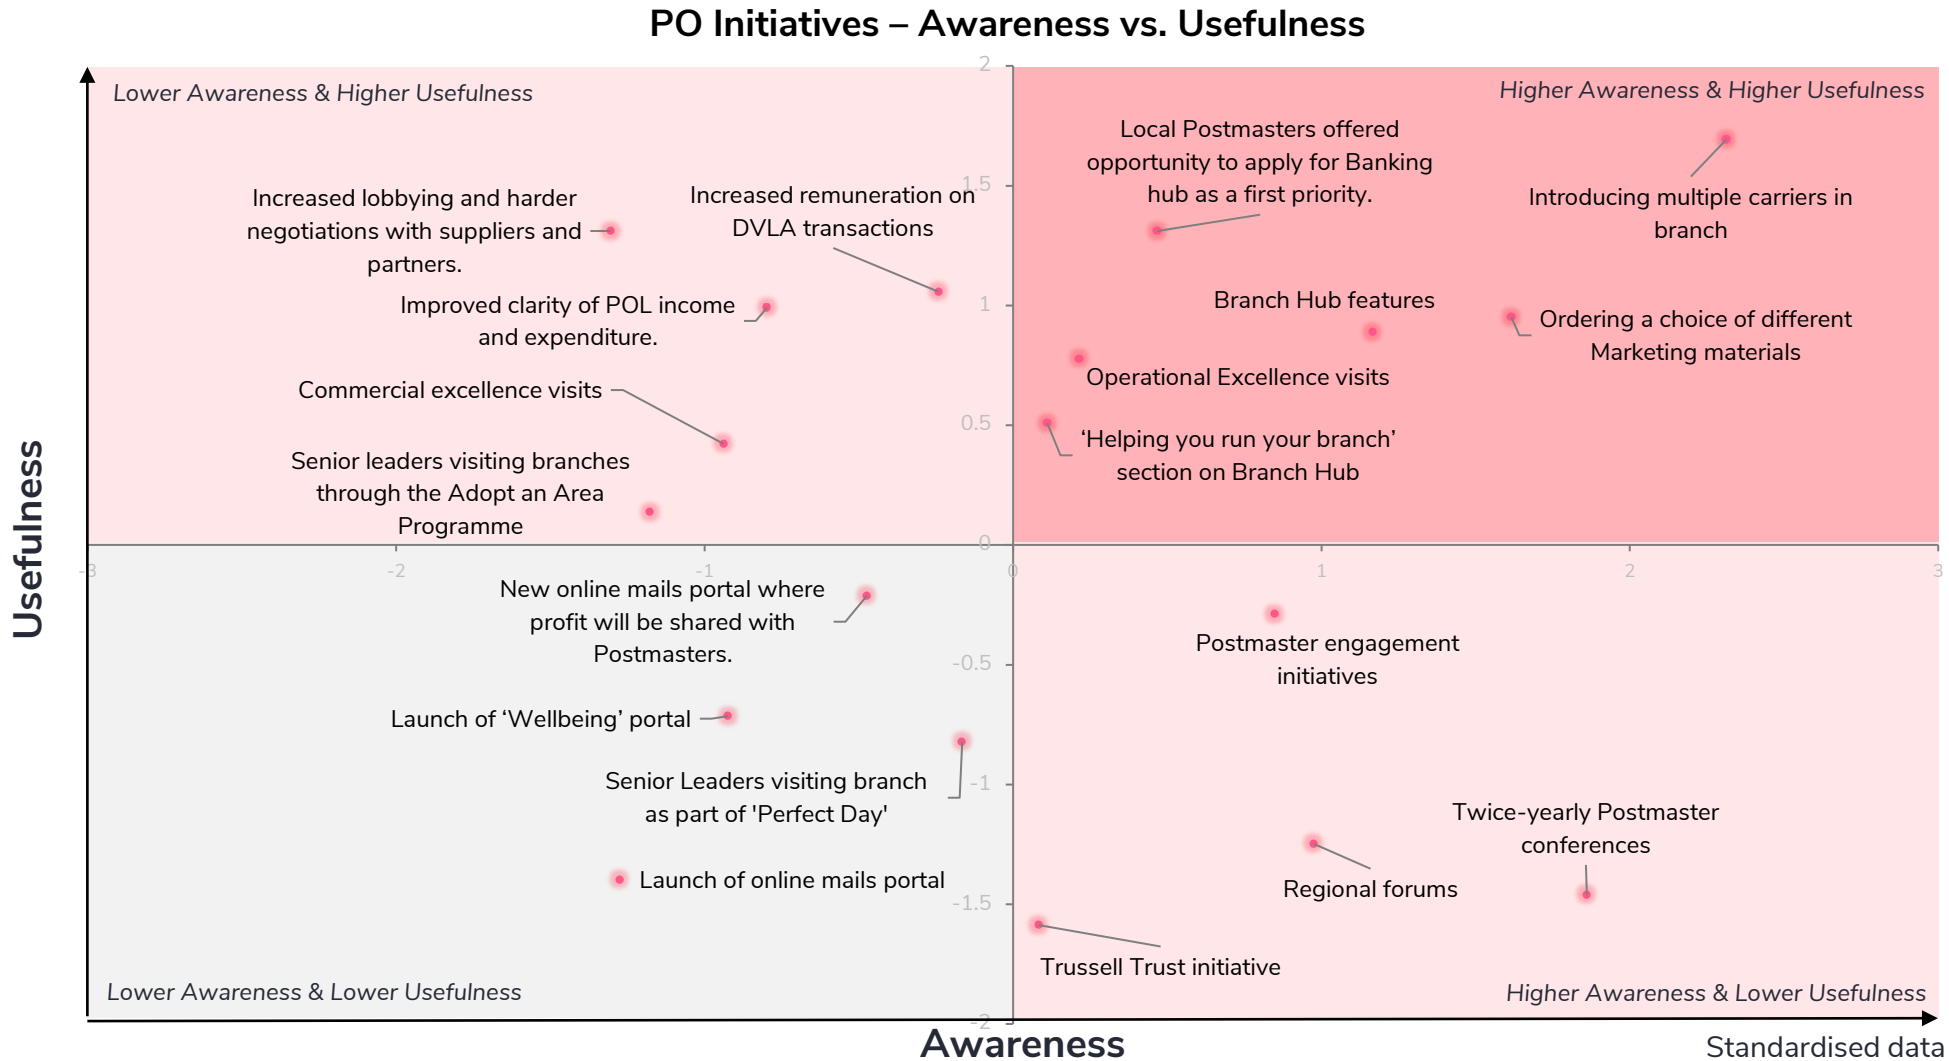 PO Initiatives – Awareness vs. Usefulness
Lower Awareness & Higher Usefulness
Higher Awareness & Higher Usefulness
2
1.5
1
0.5
0
-0.5
-1
-1.5
-2
-3
-2
-1
0
1
2
3
Increased lobbying and harder
negotiations with suppliers and
partners.
Increased remuneration on
DVLA transactions
Improved clarity of POL income
and expenditure.
Commercial excellence visits
Senior leaders visiting branches
through the Adopt an Area
Programme
Local Postmasters offered
opportunity to apply for Banking
hub as a first priority.
Introducing multiple carriers in
branch
Branch Hub features
Ordering a choice of different
Marketing materials
Operational Excellence visits
‘Helping you run your branch’
section on Branch Hub
New online mails portal where
profit will be shared with
Postmasters.
Launch of ‘Wellbeing’ portal
Senior Leaders visiting branch
as part of 'Perfect Day'
Launch of online mails portal
Postmaster engagement
initiatives
Twice-yearly Postmaster
conferences
Regional forums
Trussell Trust initiative
Lower Awareness & Lower Usefulness
Higher Awareness & Lower Usefulness
Usefulness
Awareness
Standardised data